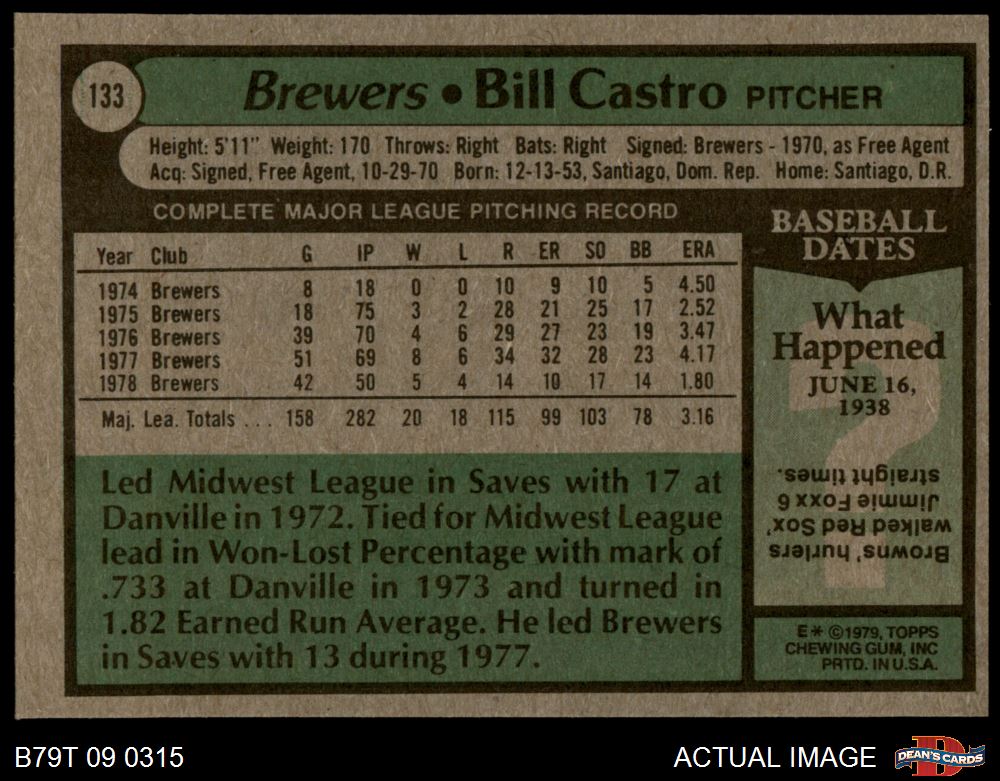 133
Brewers • Bill Castro PITCHER
Height: 5'11" Weight: 170 Throws: Right Bats: Right Signed: Brewers - 1970, as Free Agent
Acq: Signed, Free Agent, 10-29-70 Born: 12-13-53, Santiago, Dom. Rep. Home: Santiago, D.R.
COMPLETE MAJOR LEAGUE PITCHING RECORD
Year Club G IP W L R ER SO BB ERA
1974 Brewers 8 18 0 0 10 9 10 5 4.50
1975 Brewers 18 75 3 2 28 21 25 17 2.52
1976 Brewers 39 70 4 6 29 27 23 19 3.47
1977 Brewers 51 69 8 6 34 32 28 23 4.17
1978 Brewers 42 50 5 4 14 10 17 14 1.80
Maj. Lea. Totals ... 158 282 20 18 115 99 103 78 3.16
Led Midwest League in Saves with 17 at
Danville in 1972. Tied for Midwest League
lead in Won-Lost Percentage with mark of
.733 at Danville in 1973 and turned in
1.82 Earned Run Average. He led Brewers
in Saves with 13 during 1977.
BASEBALL
DATES
What
Happened
JUNE 16,
1938
?
Browns' hurlers
walked Red Sox'
Jimmie Foxx 6
straight times.
E* ©1979, TOPPS
CHEWING GUM, INC
PRTD. IN U.S.A.
B79T 09 0315
ACTUAL IMAGE
D
DEAN'S CARDS